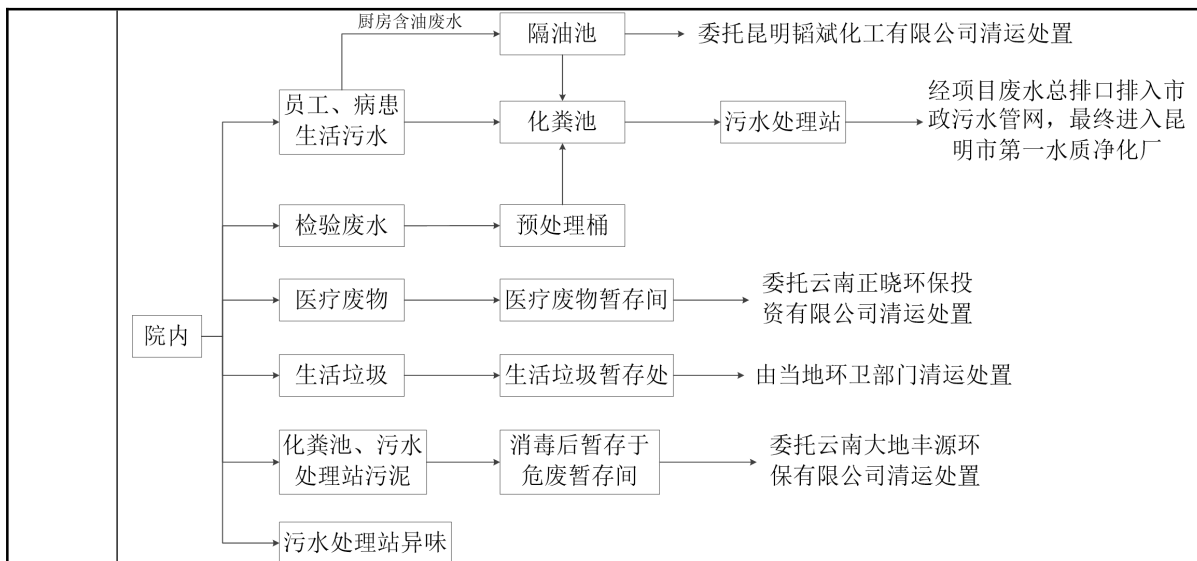 厨房含油废水
隔油池
委托昆明韬斌化工有限公司清运处置
员工、病患
生活污水
化粪池
污水处理站
经项目废水总排口排入市
政污水管网，最终进入昆
明市第一水质净化厂
检验废水
预处理桶
医疗废物
医疗废物暂存间
委托云南正晓环保投
资有限公司清运处置
院内
生活垃圾
生活垃圾暂存处
由当地环卫部门清运处置
化粪池、污水
处理站污泥
消毒后暂存于
危废暂存间
委托云南大地丰源环
保有限公司清运处置
污水处理站异味